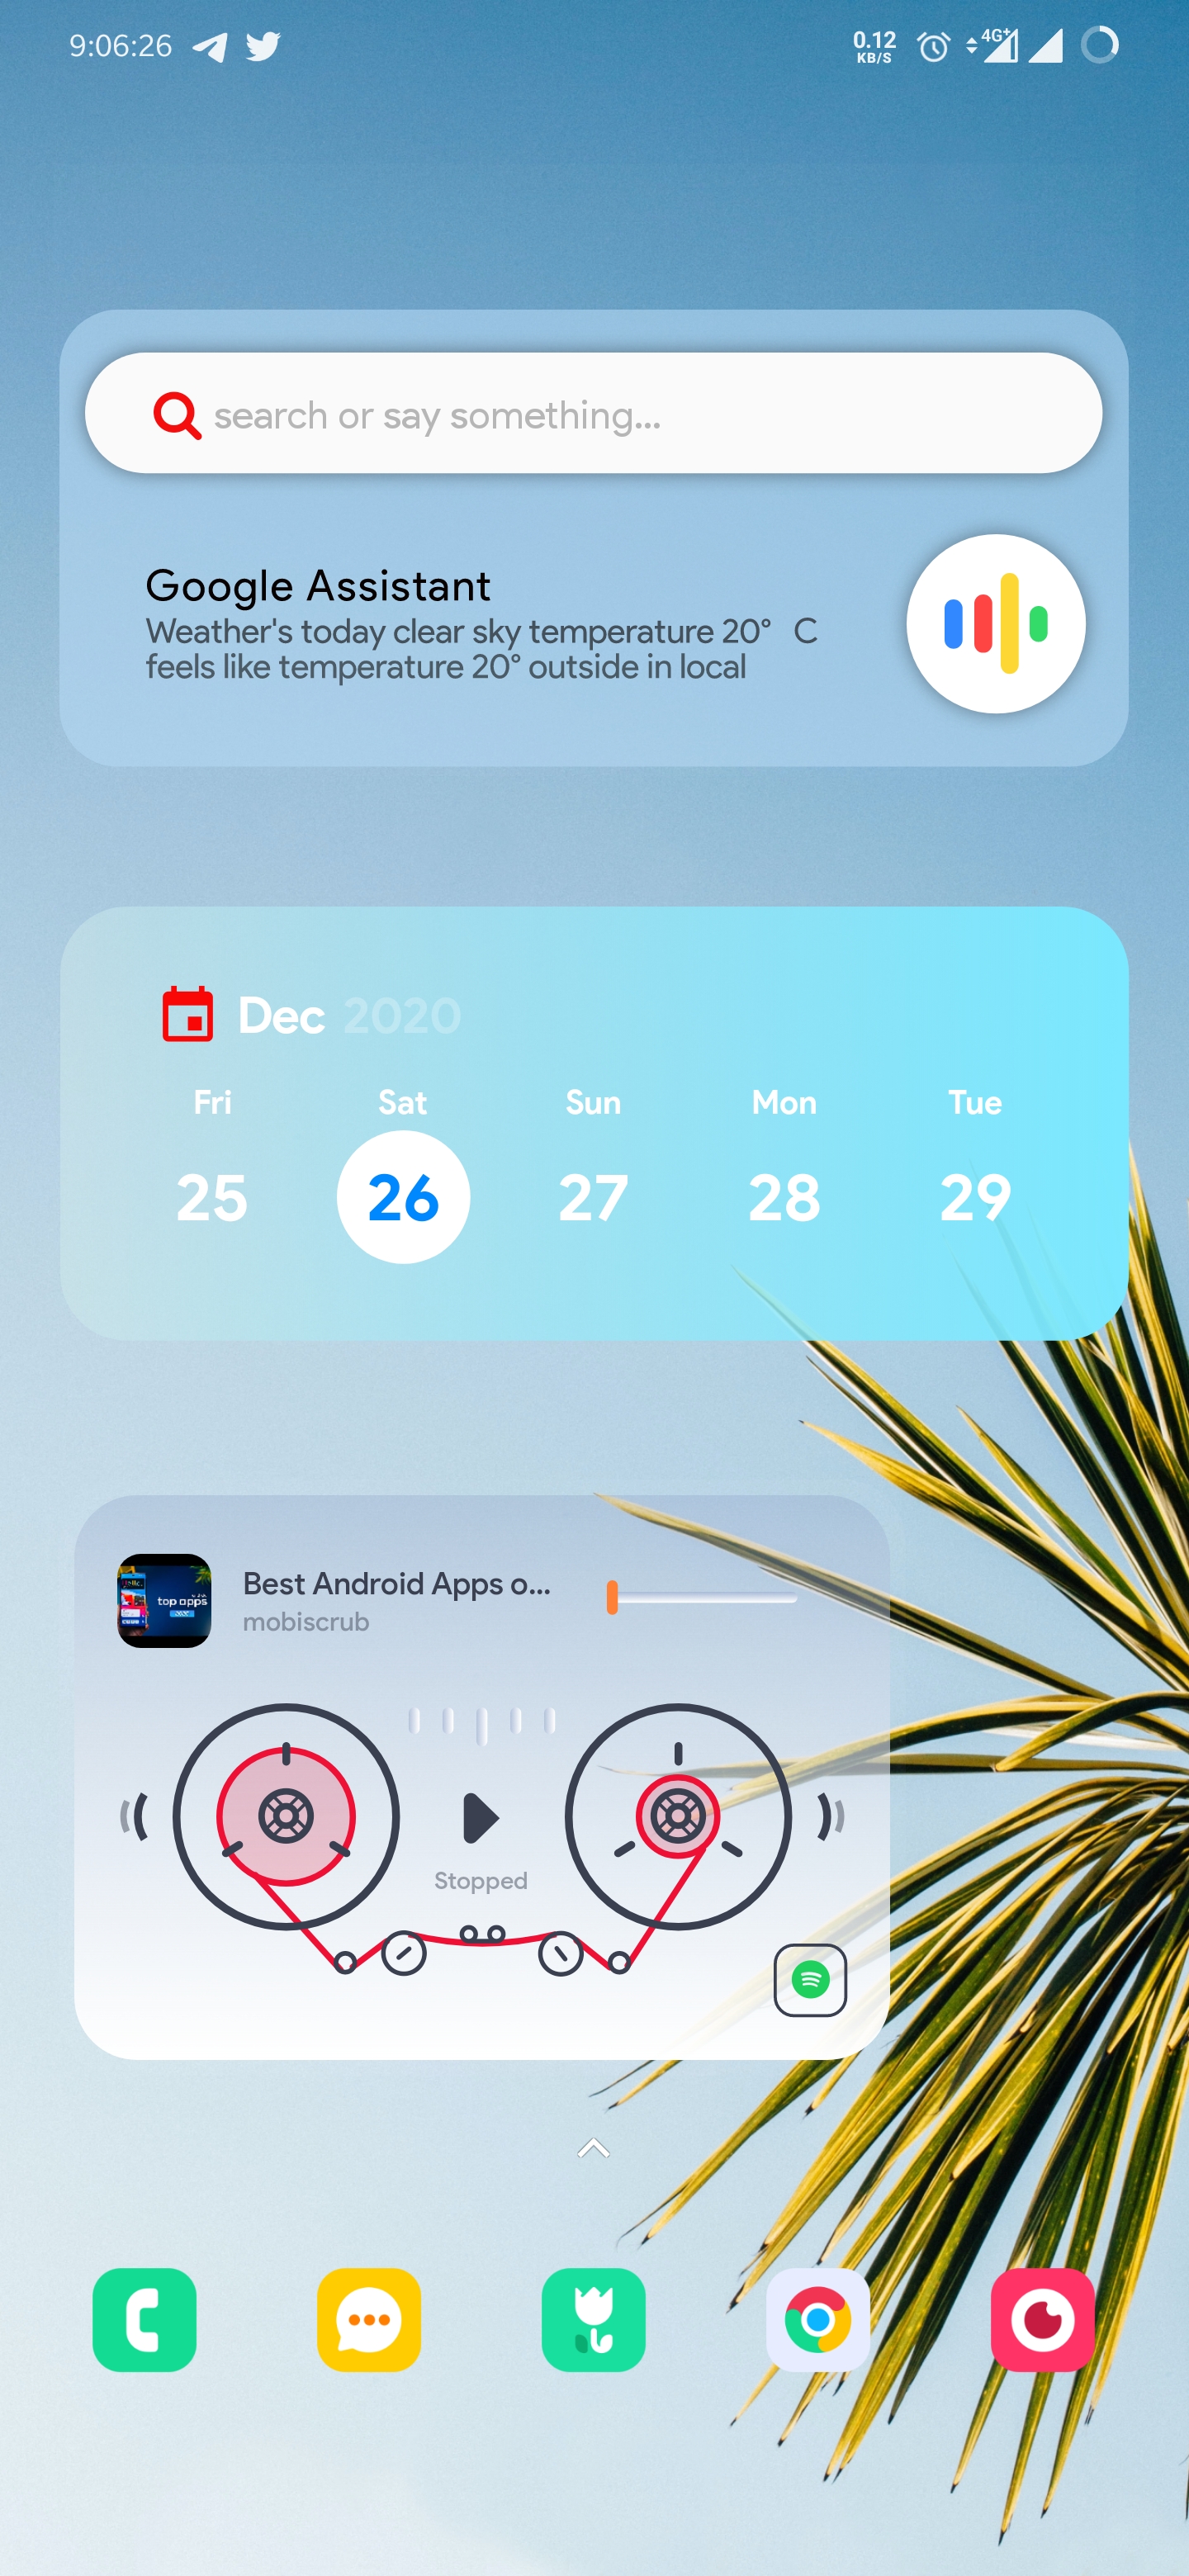 9:06:26
0.12
KB/S
4G+
search or say something...
Google Assistant
Weather's today clear sky temperature 20° C
feels like temperature 20° outside in local
Dec 2020
Fri Sat Sun Mon Tue
25 26 27 28 29
top apps
Best Android Apps o...
mobiscrub
Stopped